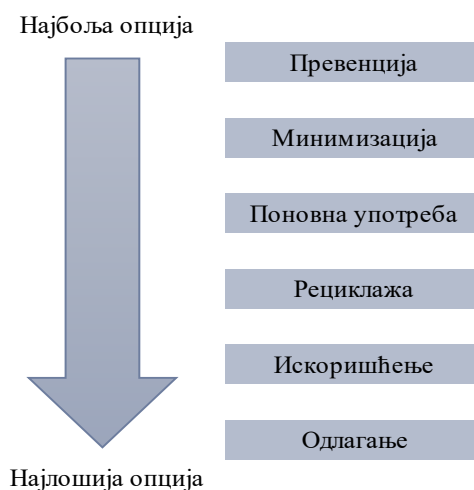 Најбоља опција
Превенција
Минимизација
Поновна употреба
Рециклажа
Искоришћење
Одлагање
Најлошија опција